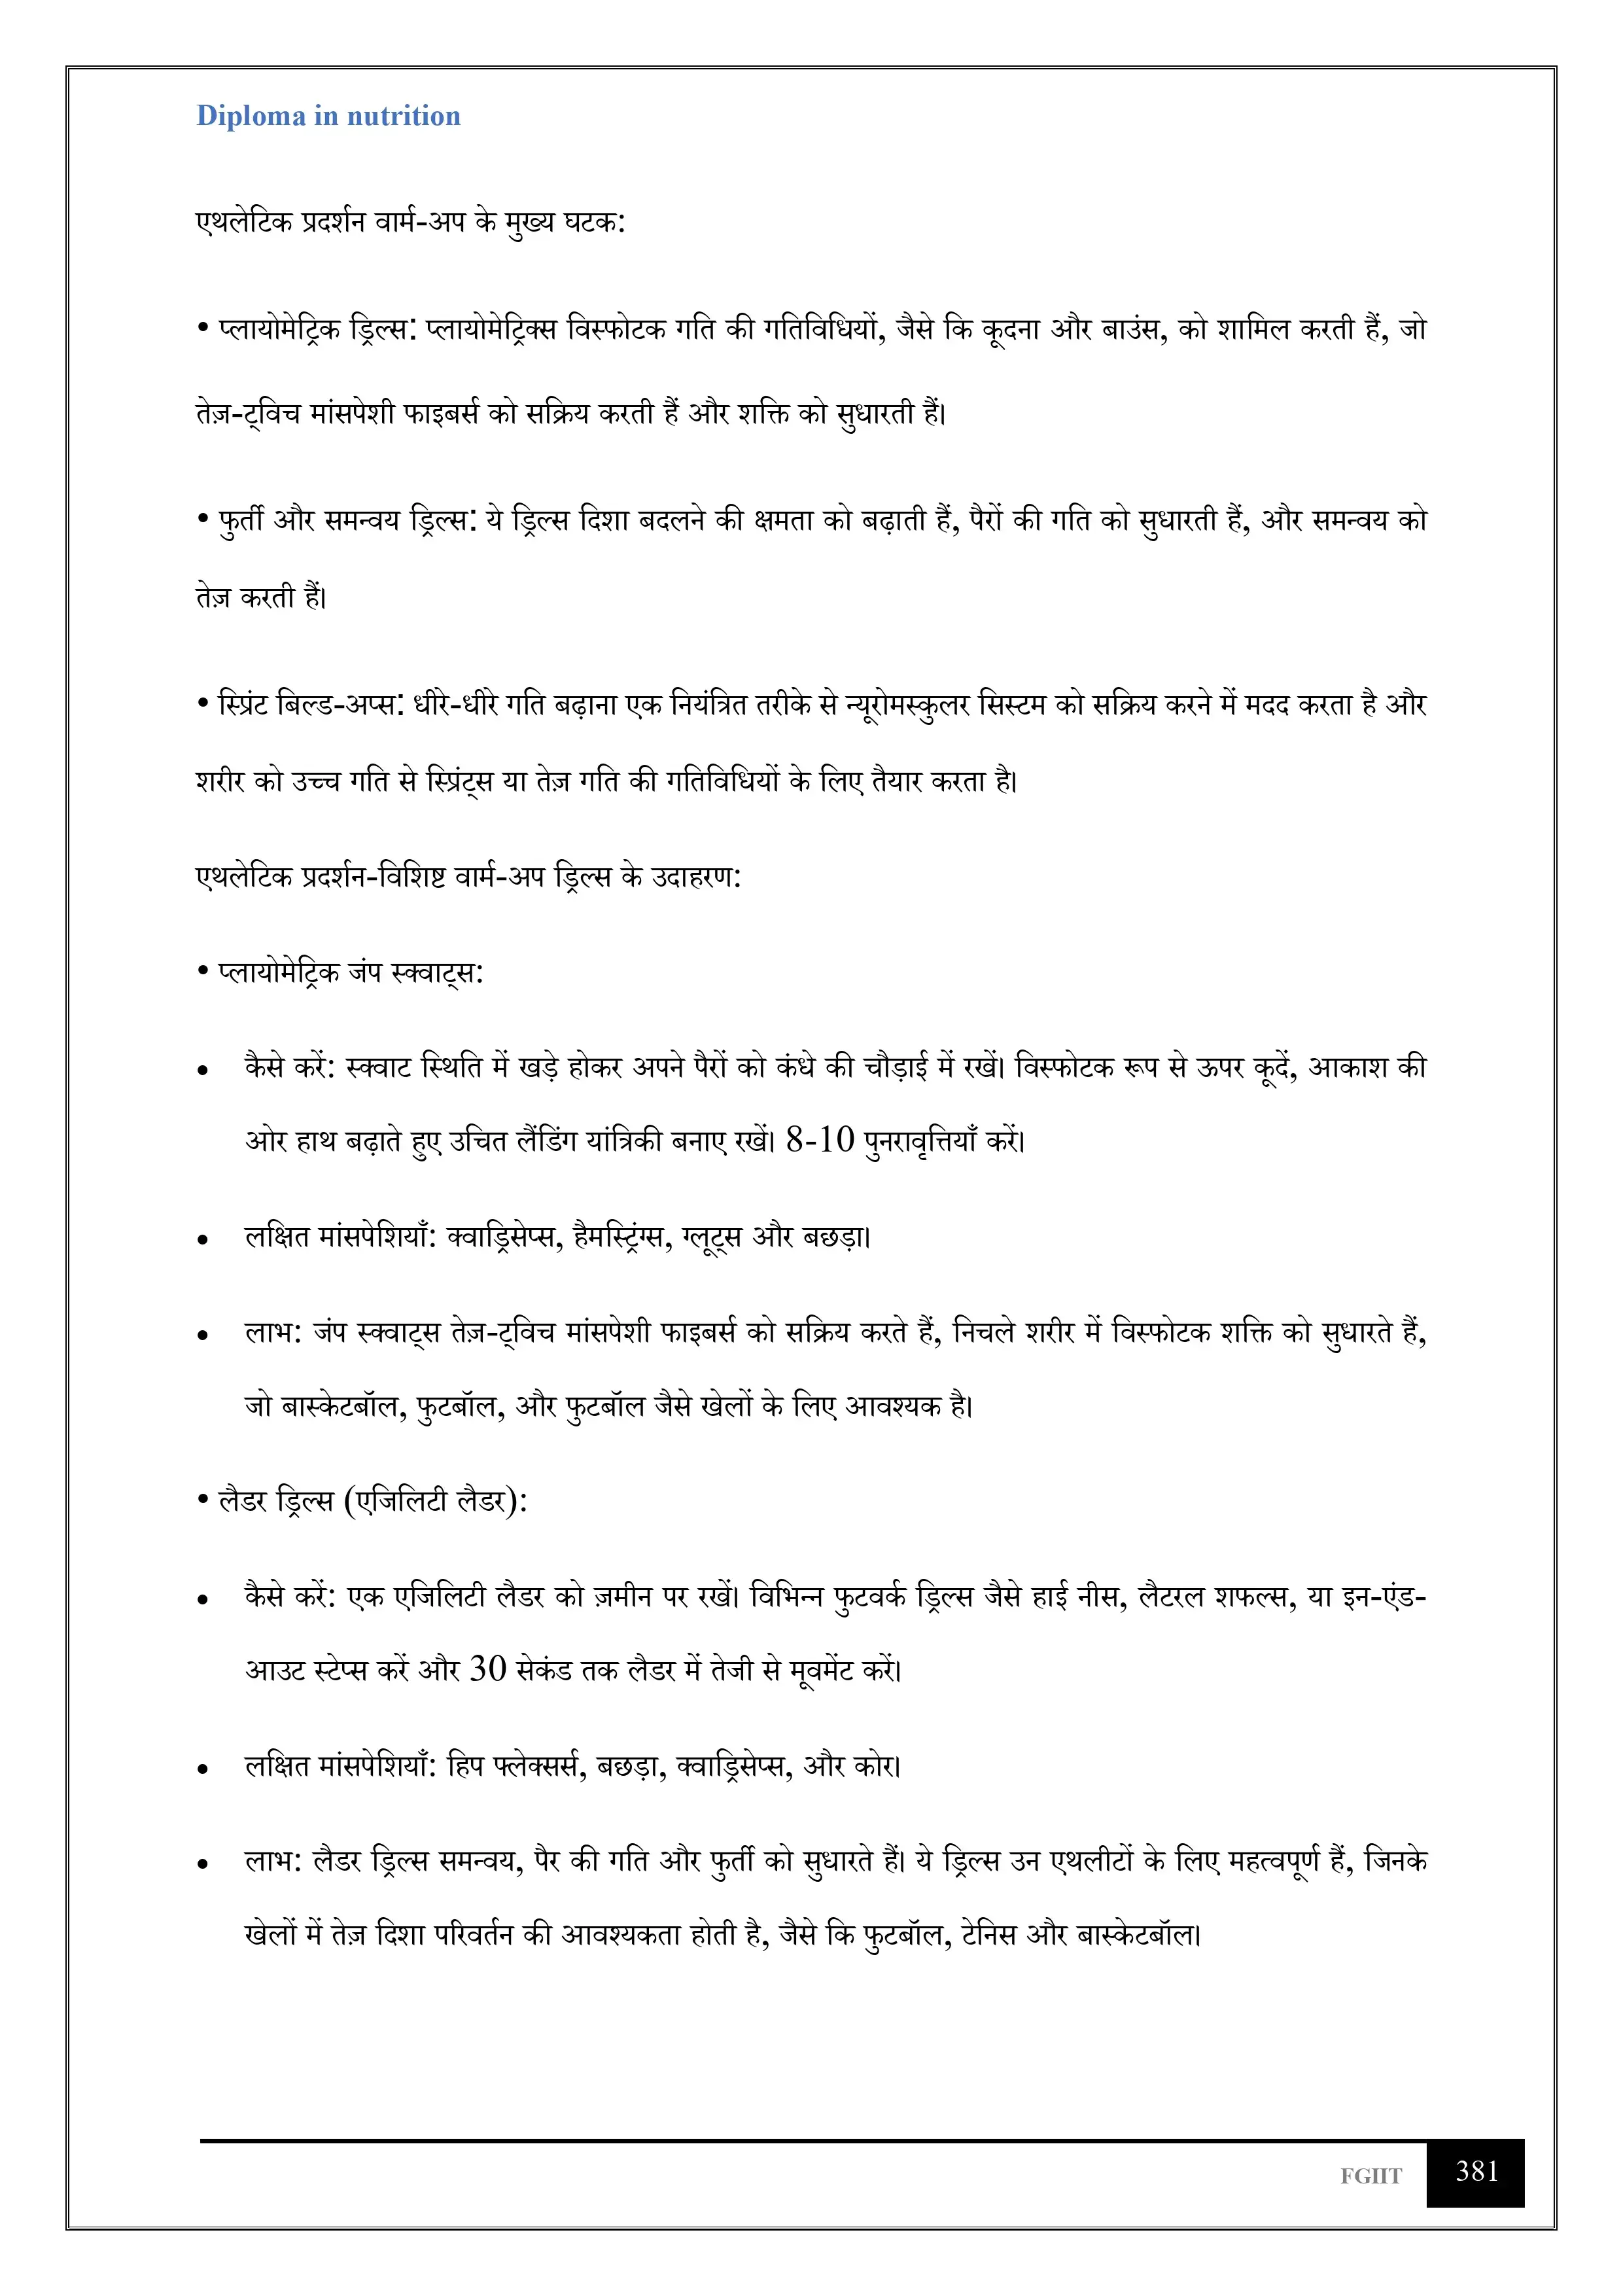 Diploma in nutrition
एथलेटिक प्रदर्शन वार्म-अप के मुख्य घटक:
• प्लायोमेट्रिक ड्रिल्स: प्लायोमेट्रिक्स विस्फोटक गति की गतिविधियों, जैसे कि कूदना और बाउंस, को शामिल करती हैं, जो
तेज़-ट्विच मांसपेशी फाइबर्स को सक्रिय करती हैं और शक्ति को सुधारती हैं।
• फुर्ती और समन्वय ड्रिल्स: ये ड्रिल्स दिशा बदलने की क्षमता को बढ़ाती हैं, पैरों की गति को सुधारती हैं, और समन्वय को
तेज़ करती हैं।
• स्प्रिंट बिल्ड-अप्स: धीरे-धीरे गति बढ़ाना एक नियंत्रित तरीके से न्यूरोमस्कुलर सिस्टम को सक्रिय करने में मदद करता है और
शरीर को उच्च गति से स्प्रिंट्स या तेज़ गति की गतिविधियों के लिए तैयार करता है।
एथलेटिक प्रदर्शन-विशिष्ट वार्म-अप ड्रिल्स के उदाहरण:
• प्लायोमेट्रिक जंप स्क्वाट्स:
• कैसे करें: स्क्वाट स्थिति में खड़े होकर अपने पैरों को कंधे की चौड़ाई में रखें। विस्फोटक रूप से ऊपर कूदें, आकाश की
ओर हाथ बढ़ाते हुए उचित लैंडिंग यांत्रिकी बनाए रखें। 8-10 पुनरावृत्तियाँ करें।
• लक्षित मांसपेशियाँ: क्वाड्रिसेप्स, हैमस्ट्रिंग्स, ग्लूट्स और बछड़ा।
• लाभ: जंप स्क्वाट्स तेज़-ट्विच मांसपेशी फाइबर्स को सक्रिय करते हैं, निचले शरीर में विस्फोटक शक्ति को सुधारते हैं,
जो बास्केटबॉल, फुटबॉल, और फुटबॉल जैसे खेलों के लिए आवश्यक है।
• लैडर ड्रिल्स (एजिलिटी लैडर):
• कैसे करें: एक एजिलिटी लैडर को ज़मीन पर रखें। विभिन्न फुटवर्क ड्रिल्स जैसे हाई नीस, लैटरल शफल्स, या इन-एंड-
आउट स्टेप्स करें और 30 सेकंड तक लैडर में तेजी से मूवमेंट करें।
• लक्षित मांसपेशियाँ: हिप फ्लेक्सर्स, बछड़ा, क्वाड्रिसेप्स, और कोर।
• लाभ: लैडर ड्रिल्स समन्वय, पैर की गति और फुर्ती को सुधारते हैं। ये ड्रिल्स उन एथलीटों के लिए महत्वपूर्ण हैं, जिनके
खेलों में तेज़ दिशा परिवर्तन की आवश्यकता होती है, जैसे कि फुटबॉल, टेनिस और बास्केटबॉल।
FGIIT 381